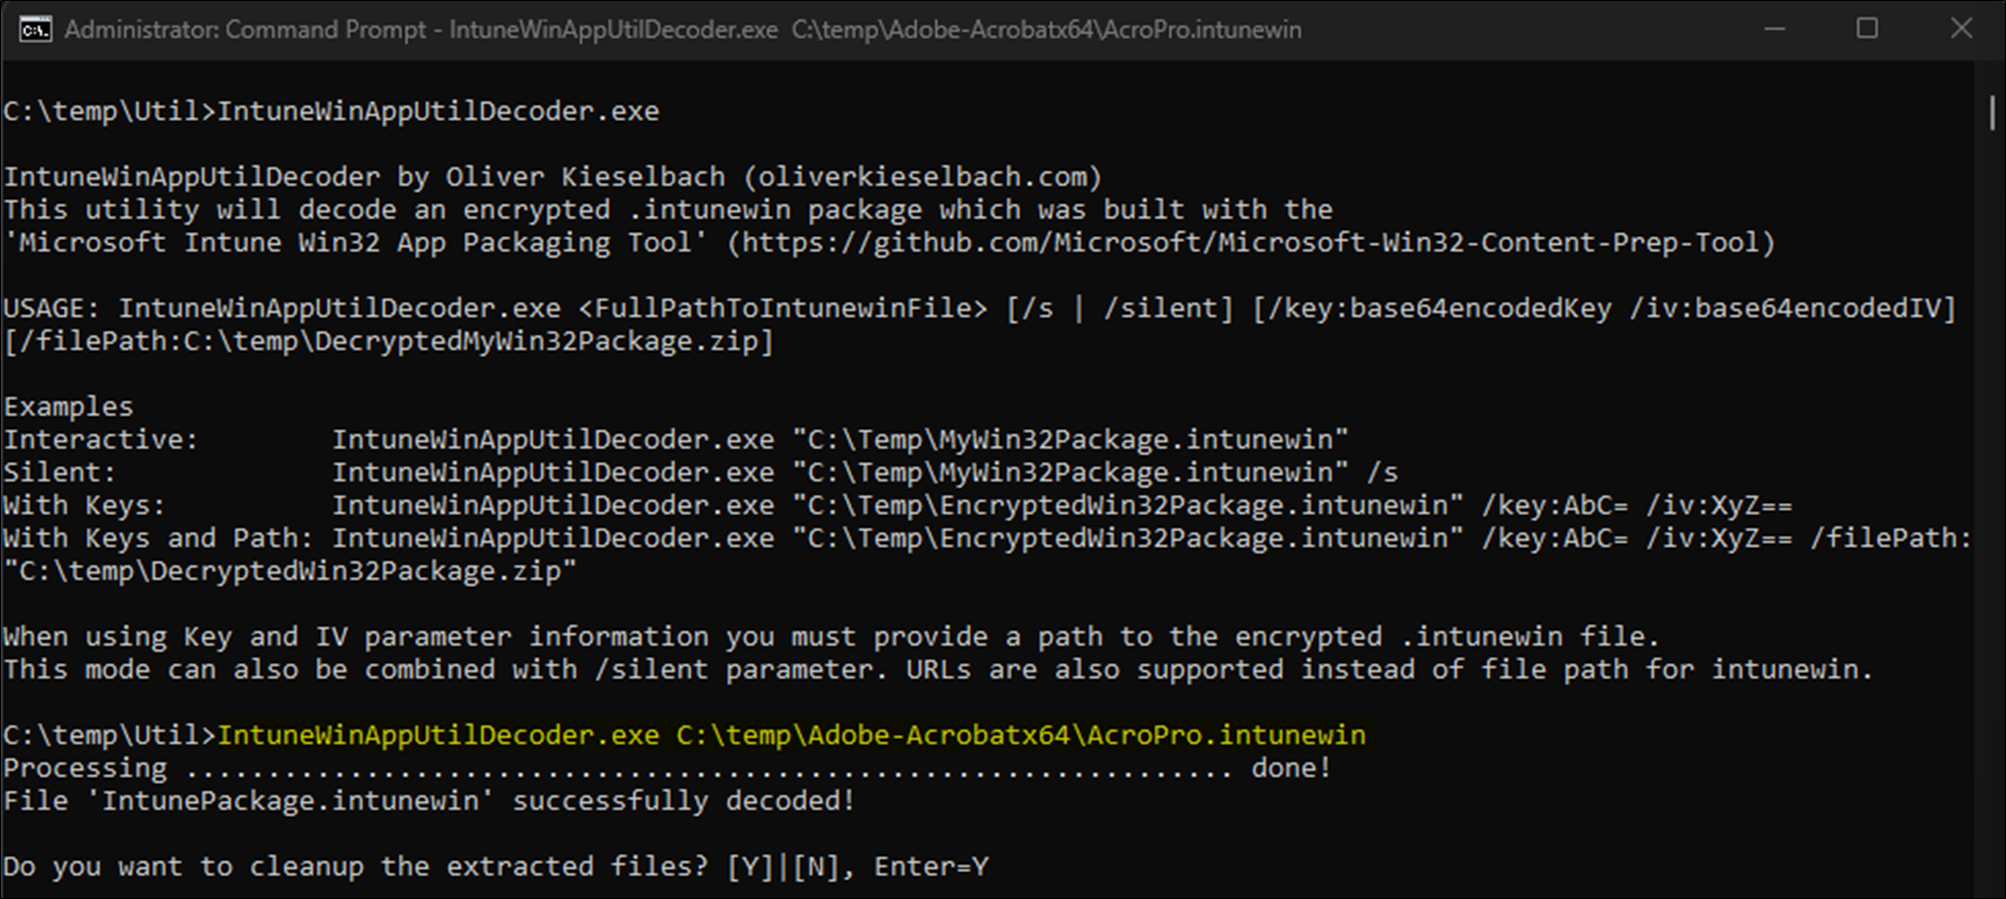 Administrator: Command Prompt - IntuneWinAppUtilDecoder.exe  C:\temp\Adobe-Acrobatx64\AcroPro.intunewin
C:\temp\Util>IntuneWinAppUtilDecoder.exe
IntuneWinAppUtilDecoder by Oliver Kieselbach (oliverkieselbach.com)
This utility will decode an encrypted .intunewin package which was built with the
'Microsoft Intune Win32 App Packaging Tool' (https://github.com/Microsoft/Microsoft-Win32-Content-Prep-Tool)
USAGE: IntuneWinAppUtilDecoder.exe <FullPathToIntunewinFile> [/s | /silent] [/key:base64encodedKey /iv:base64encodedIV]
[/filePath:C:\temp\DecryptedMyWin32Package.zip]
Examples
Interactive:        IntuneWinAppUtilDecoder.exe "C:\Temp\MyWin32Package.intunewin"
Silent:             IntuneWinAppUtilDecoder.exe "C:\Temp\MyWin32Package.intunewin" /s
With Keys:          IntuneWinAppUtilDecoder.exe "C:\Temp\EncryptedWin32Package.intunewin" /key:AbC= /iv:XyZ==
With Keys and Path: IntuneWinAppUtilDecoder.exe "C:\Temp\EncryptedWin32Package.intunewin" /key:AbC= /iv:XyZ== /filePath:
"C:\temp\DecryptedWin32Package.zip"
When using Key and IV parameter information you must provide a path to the encrypted .intunewin file.
This mode can also be combined with /silent parameter. URLs are also supported instead of file path for intunewin.
C:\temp\Util>IntuneWinAppUtilDecoder.exe C:\temp\Adobe-Acrobatx64\AcroPro.intunewin
Processing ................................................................ done!
File 'IntunePackage.intunewin' successfully decoded!
Do you want to cleanup the extracted files? [Y]|[N], Enter=Y